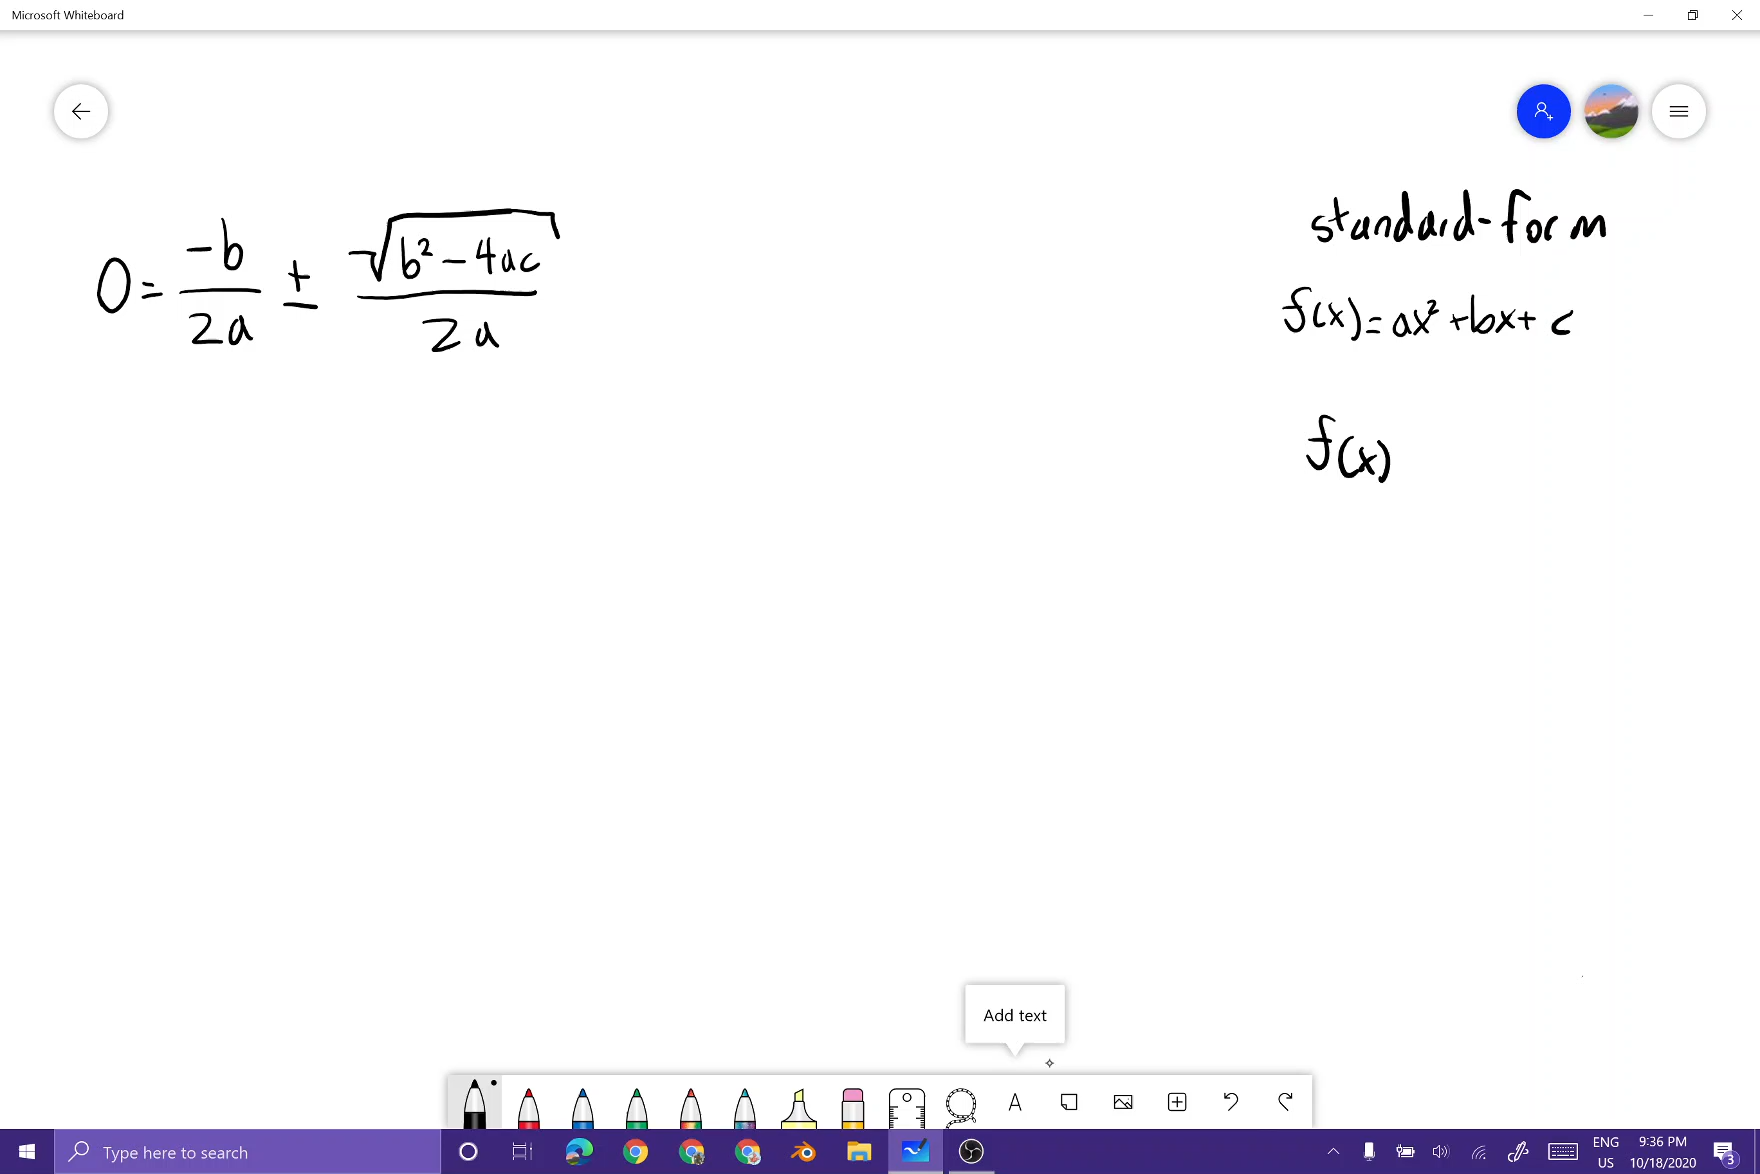 Microsoft Whiteboard
0 = -b/2a ± √(b² - 4ac)/2a
standard-form
f(x) = ax² + bx + c
f(x)
Add text
A
Type here to search
ENG
US
9:36 PM
10/18/2020
3